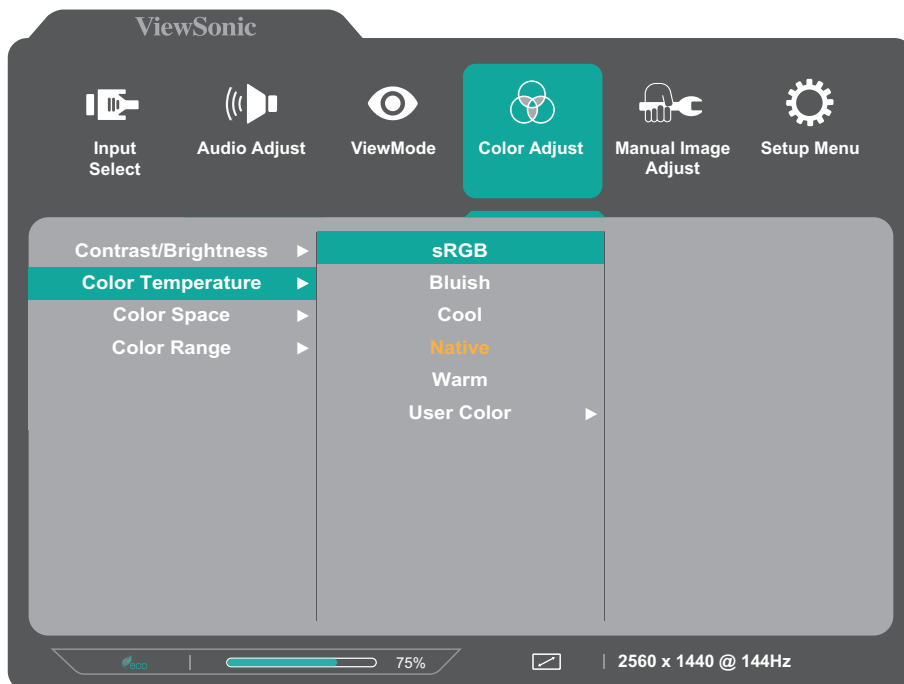 ViewSonic
Input Select
Audio Adjust
ViewMode
Color Adjust
Manual Image Adjust
Setup Menu
Contrast/Brightness
Color Temperature
Color Space
Color Range
sRGB
Bluish
Cool
Native
Warm
User Color
eco
75%
2560 x 1440 @ 144Hz